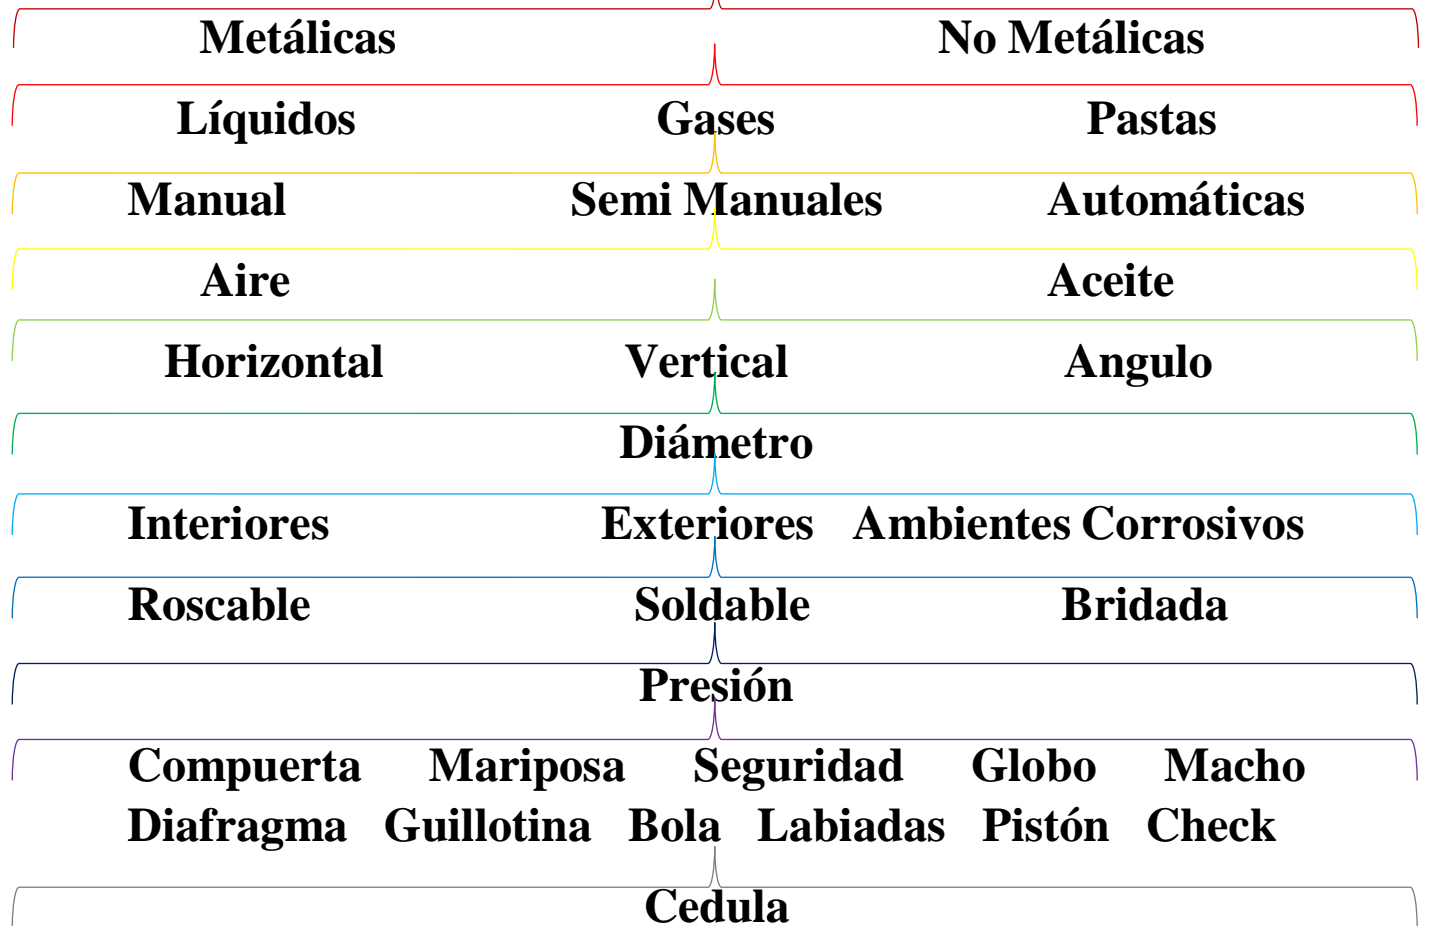 Metálicas No Metálicas
Líquidos Gases Pastas
Manual Semi Manuales Automáticas
Aire Aceite
Horizontal Vertical Angulo
Diámetro
Interiores Exteriores Ambientes Corrosivos
Roscable Soldable Bridada
Presión
Compuerta Mariposa Seguridad Globo Macho
Diafragma Guillotina Bola Labiadas Pistón Check
Cedula